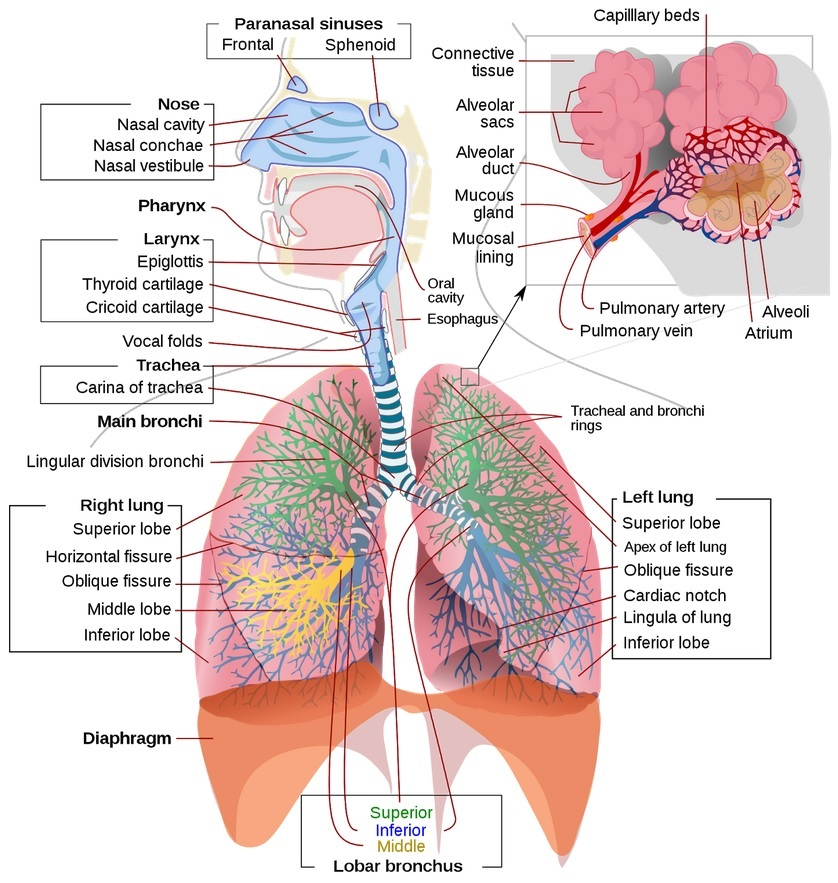 Paranasal sinuses
Frontal
Sphenoid
Nose
Nasal cavity
Nasal conchae
Nasal vestibule
Pharynx
Larynx
Epiglottis
Thyroid cartilage
Cricoid cartilage
Vocal folds
Trachea
Carina of trachea
Main bronchi
Lingular division bronchi
Right lung
Superior lobe
Horizontal fissure
Oblique fissure
Middle lobe
Inferior lobe
Diaphragm
Oral
cavity
Esophagus
Capilllary beds
Connective
tissue
Alveolar
sacs
Alveolar
duct
Mucous
gland
Mucosal
lining
Pulmonary artery
Pulmonary vein
Alveoli
Atrium
Tracheal and bronchi
rings
Left lung
Superior lobe
Apex of left lung
Oblique fissure
Cardiac notch
Lingula of lung
Inferior lobe
Superior
Inferior
Middle
Lobar bronchus